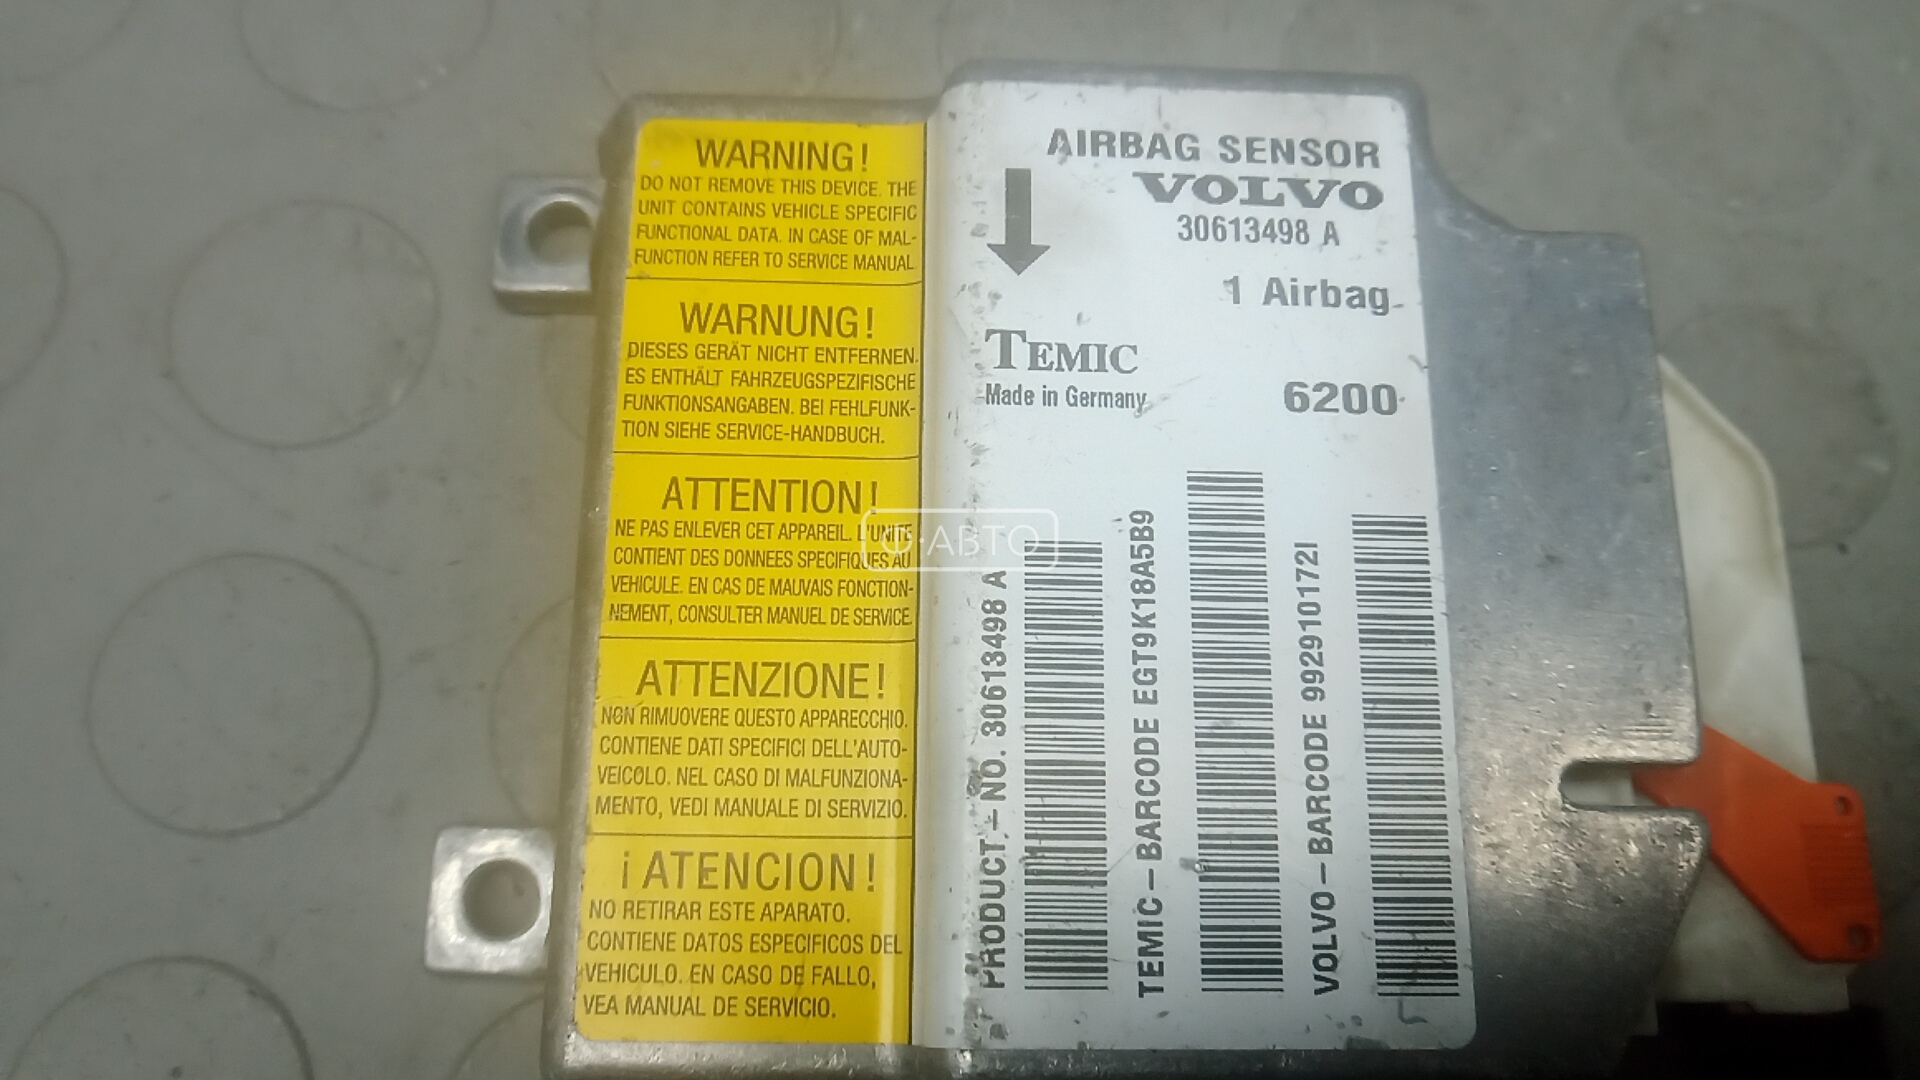 WARNING!
DO NOT REMOVE THIS DEVICE. THE
UNIT CONTAINS VEHICLE SPECIFIC
FUNCTIONAL DATA. IN CASE OF MAL-
FUNCTION REFER TO SERVICE MANUAL
WARNUNG!
DIESES GERÄT NICHT ENTFERNEN.
ES ENTHÄLT FAHRZEUGSPEZIFISCHE
FUNKTIONSANGABEN. BEI FEHLFUNK-
TION SIEHE SERVICE-HANDBUCH.
ATTENTION!
NE PAS ENLEVER CET APPAREIL. L'UNITE
CONTIENT DES DONNEES SPECIFIQUES AU
VEHICULE. EN CAS DE MAUVAIS FONCTION-
NEMENT, CONSULTER MANUEL DE SERVICE.
ATTENZIONE!
NON RIMUOVERE QUESTO APPARECCHIO.
CONTIENE DATI SPECIFICI DELL'AUTO-
VEICOLO. NEL CASO DI MALFUNZIONA-
MENTO, VEDI MANUALE DI SERVIZIO.
¡ATENCION!
NO RETIRAR ESTE APARATO.
CONTIENE DATOS ESPECIFICOS DEL
VEHICULO. EN CASO DE FALLO,
VEA MANUAL DE SERVICIO.
AIRBAG SENSOR
VOLVO
30613498 A
1 Airbag
TEMIC
Made in Germany
6200
PRODUCT.-NO. 30613498 A
TEMIC-BARCODE EGT9K18A5B9
VOLVO-BARCODE 992910172I
АВТО